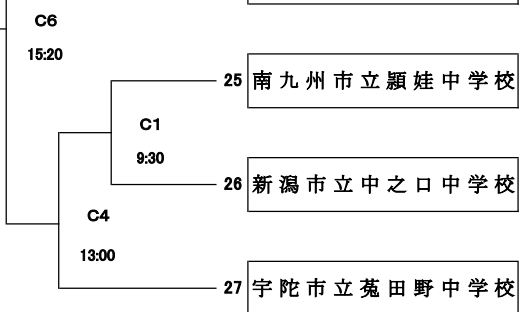 C6
15:20
25 南九州市立頴娃中学校
C1
9:30
26 新潟市立中之口中学校
C4
13:00
27 宇陀市立菟田野中学校